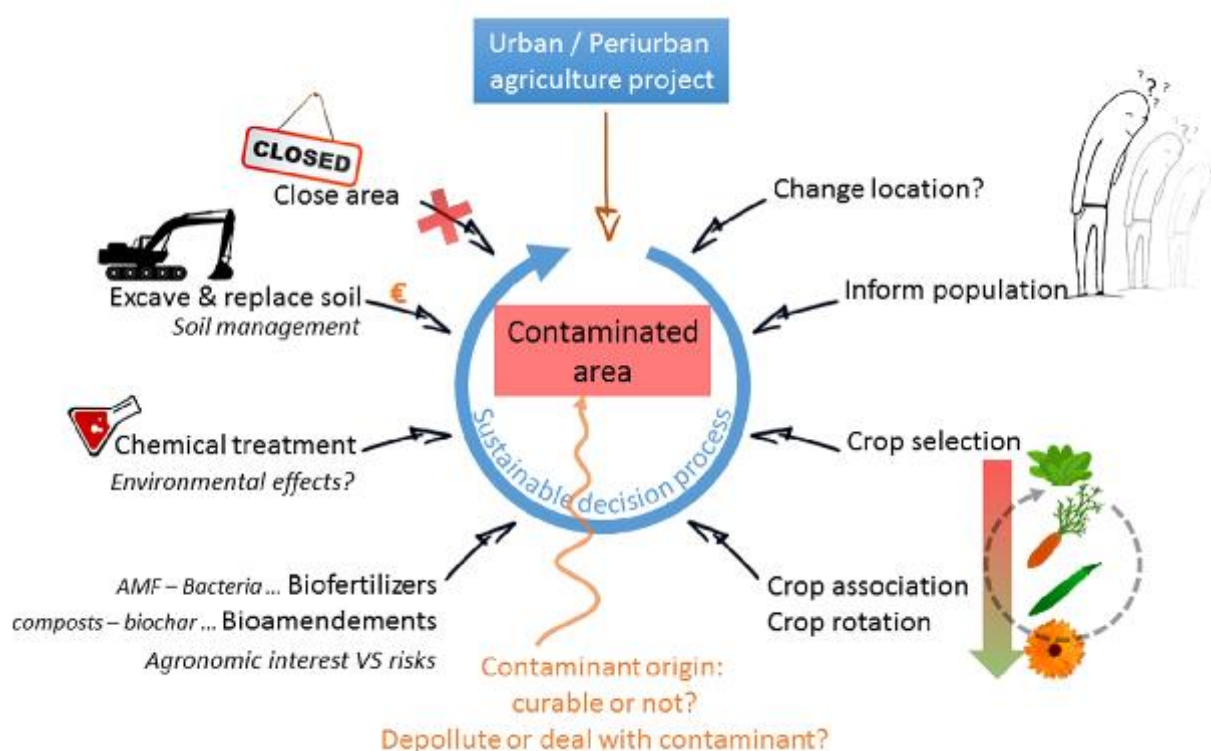 Urban / Periurban
agriculture project
CLOSED
Close area
Change location?
? ? ? ?
Excave & replace soil
€
Soil management
Inform population
Contaminated
area
Chemical treatment
Environmental effects?
Crop selection
Sustainable decision process
AMF – Bacteria ... Biofertilizers
composts – biochar ... Bioamendements
Agronomic interest VS risks
Crop association
Crop rotation
Contaminant origin:
curable or not?
Depollute or deal with contaminant?